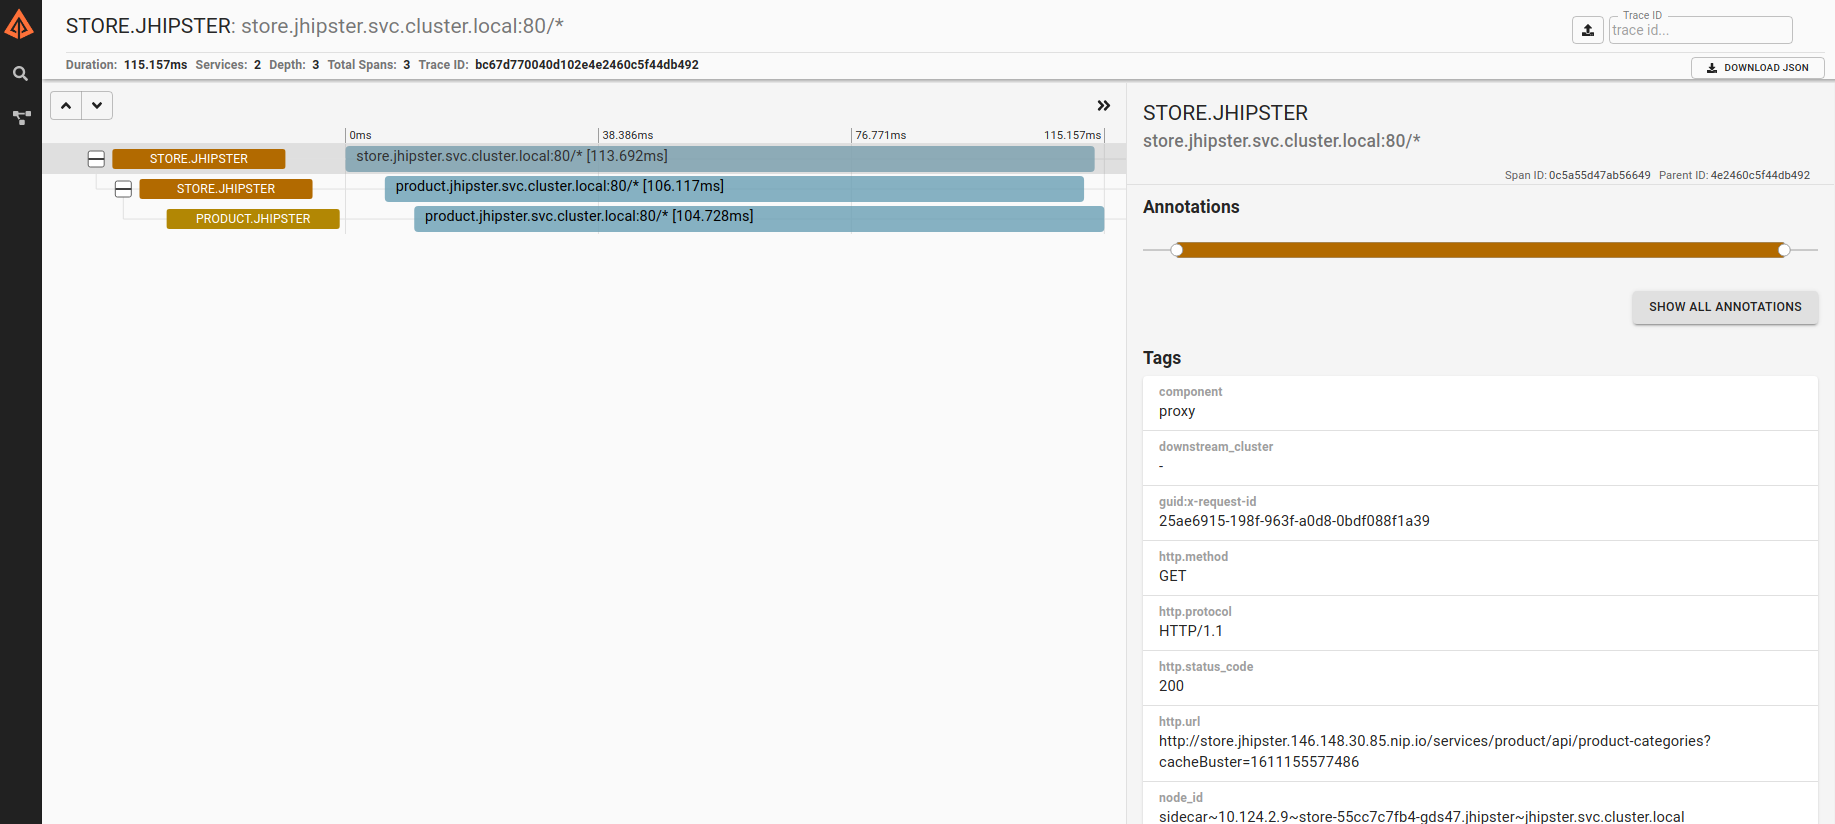 STORE.JHIPSTER: store.jhipster.svc.cluster.local:80/*
Trace ID
trace id...
Duration: 115.157ms Services: 2 Depth: 3 Total Spans: 3 Trace ID: bc67d770040d102e4e2460c5f44db492
DOWNLOAD JSON
0ms 38.386ms 76.771ms 115.157ms
STORE.JHIPSTER store.jhipster.svc.cluster.local:80/* [113.692ms]
STORE.JHIPSTER product.jhipster.svc.cluster.local:80/* [106.117ms]
PRODUCT.JHIPSTER product.jhipster.svc.cluster.local:80/* [104.728ms]
STORE.JHIPSTER
store.jhipster.svc.cluster.local:80/*
Span ID: 0c5a55d47ab56649 Parent ID: 4e2460c5f44db492
Annotations
SHOW ALL ANNOTATIONS
Tags
component
proxy
downstream_cluster
-
guid:x-request-id
25ae6915-198f-963f-a0d8-0bdf088f1a39
http.method
GET
http.protocol
HTTP/1.1
http.status_code
200
http.url
http://store.jhipster.146.148.30.85.nip.io/services/product/api/product-categories?
cacheBuster=1611155577486
node_id
sidecar~10.124.2.9~store-55cc7c7fb4-gds47.jhipster~jhipster.svc.cluster.local